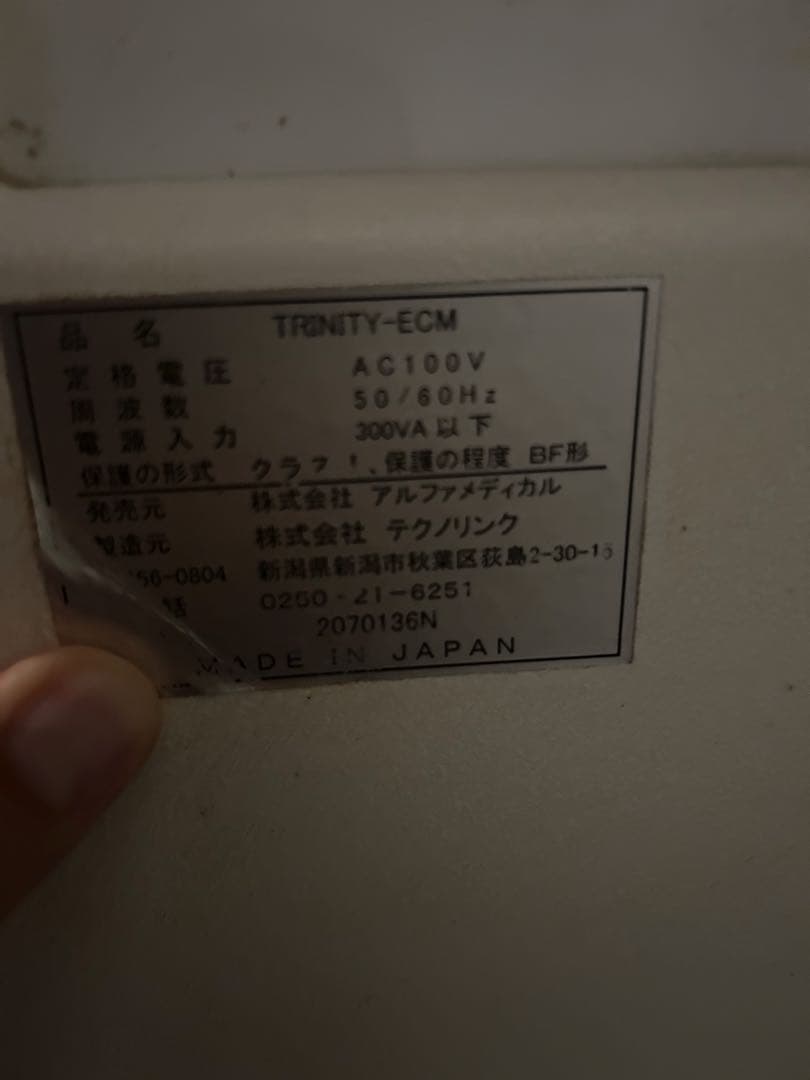 品名 TRINITY-ECM
定格電圧 AC100V
周波数 50/60Hz
電源入力 300VA以下
保護の形式 クラス I、保護の程度 BF形
発売元 株式会社 アルファメディカル
製造元 株式会社 テクノリンク
56-0804 新潟県新潟市秋葉区荻島2-30-15
話 0250-21-6251
2070136N
MADE IN JAPAN